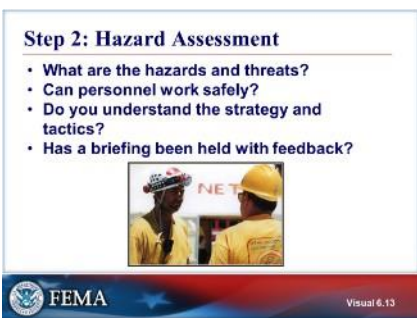 Step 2: Hazard Assessment
• What are the hazards and threats?
• Can personnel work safely?
• Do you understand the strategy and
tactics?
• Has a briefing been held with feedback?
NET
FEMA
Visual 6.13